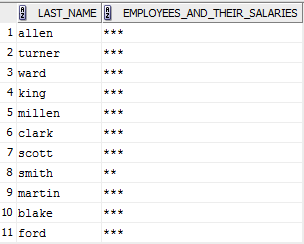 LAST_NAME EMPLOYEES_AND_THEIR_SALARIES
1 allen ***
2 turner ***
3 ward ***
4 king ***
5 millen ***
6 clark ***
7 scott ***
8 smith **
9 martin ***
10 blake ***
11 ford ***